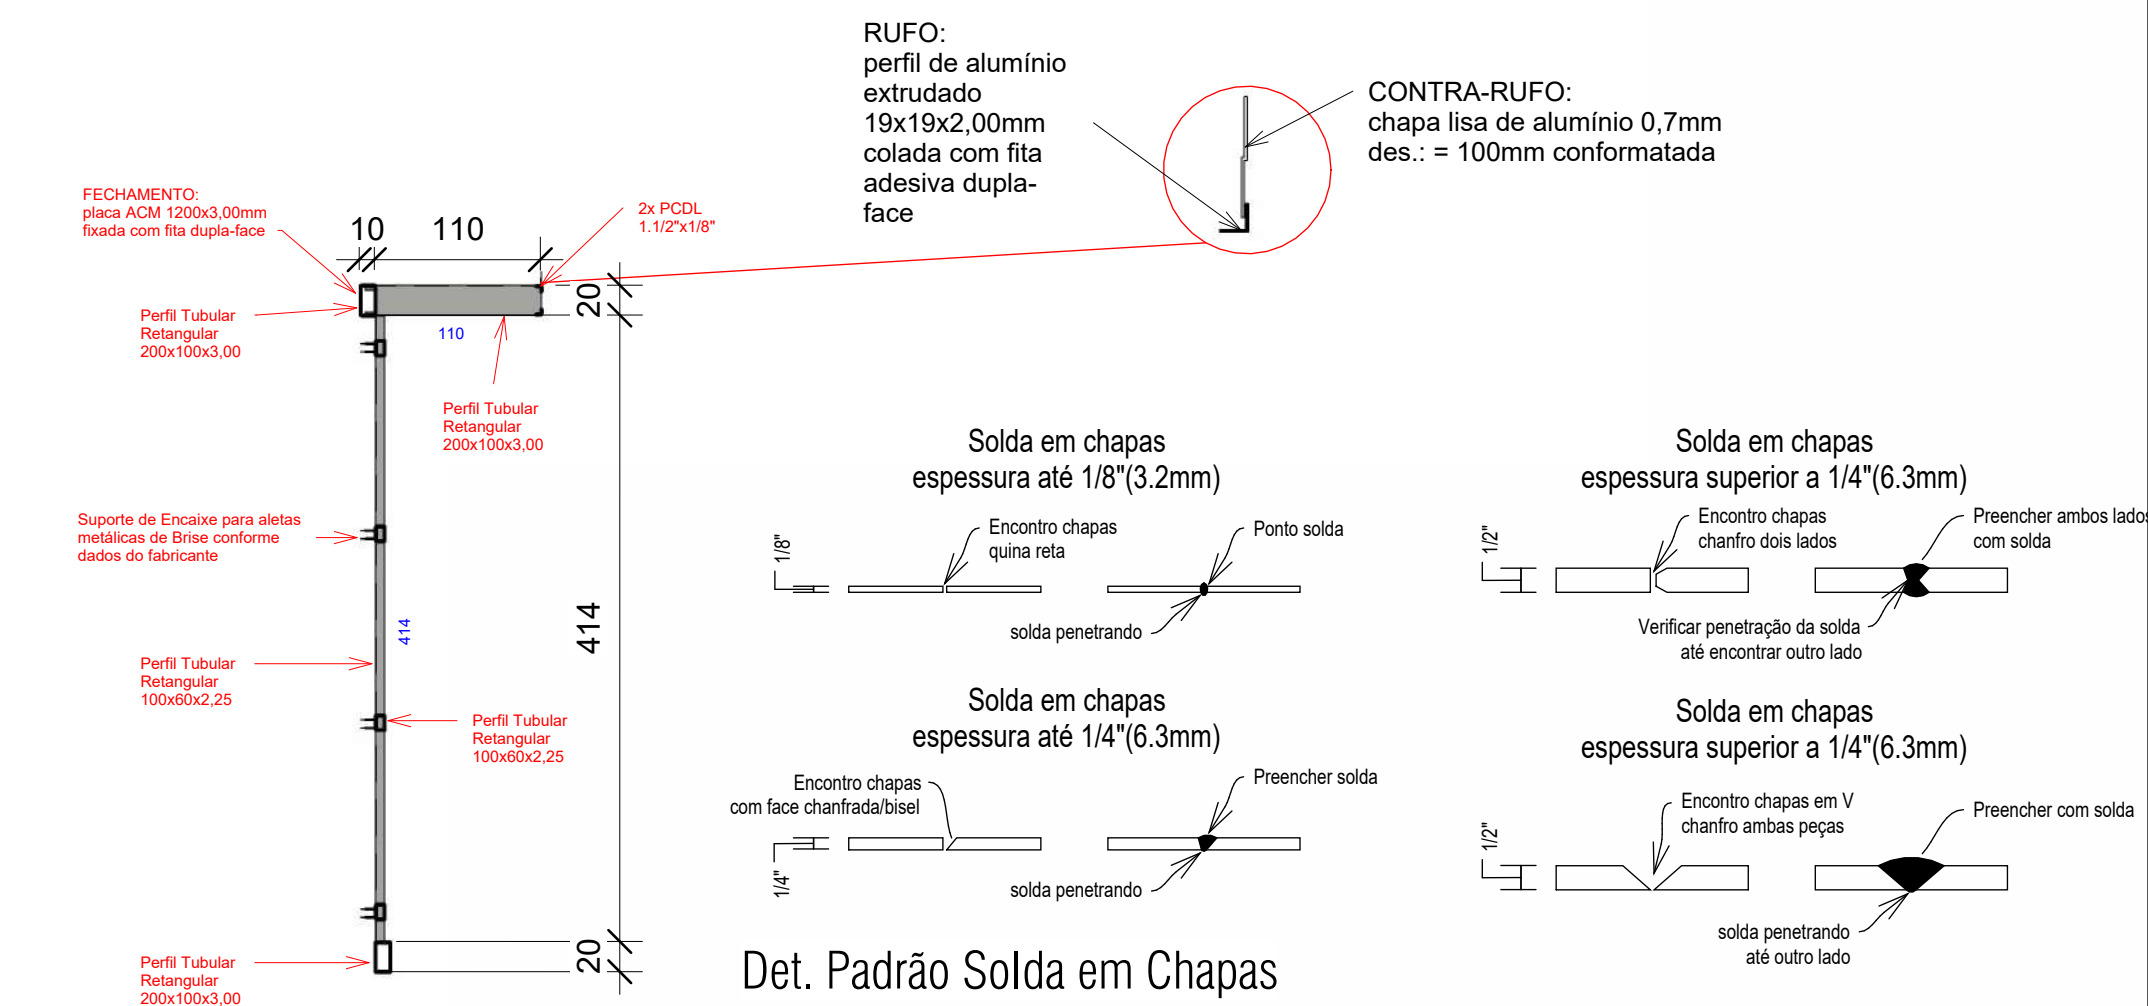 RUFO:
perfil de alumínio
extrudado
19x19x2,00mm
colada com fita
adesiva dupla-
face
CONTRA-RUFO:
chapa lisa de alumínio 0,7mm
des.: = 100mm conformatada
FECHAMENTO:
placa ACM 1200x3,00mm
fixada com fita dupla-face
10
110
2x PCDL
1.1/2"x1/8"
20
Perfil Tubular
Retangular
200x100x3,00
110
Perfil Tubular
Retangular
200x100x3,00
Suporte de Encaixe para aletas
metálicas de Brise conforme
dados do fabricante
414
414
Perfil Tubular
Retangular
100x60x2,25
Perfil Tubular
Retangular
100x60x2,25
20
Perfil Tubular
Retangular
200x100x3,00
Solda em chapas
espessura até 1/8"(3.2mm)
1/8"
Encontro chapas
quina reta
Ponto solda
solda penetrando
Solda em chapas
espessura superior a 1/4"(6.3mm)
1/2"
Encontro chapas
chanfro dois lados
Preencher ambos lados
com solda
Verificar penetração da solda
até encontrar outro lado
Solda em chapas
espessura até 1/4"(6.3mm)
1/4"
Encontro chapas
com face chanfrada/bisel
Preencher solda
solda penetrando
Solda em chapas
espessura superior a 1/4"(6.3mm)
1/2"
Encontro chapas em V
chanfro ambas peças
Preencher com solda
solda penetrando
até outro lado
Det. Padrão Solda em Chapas